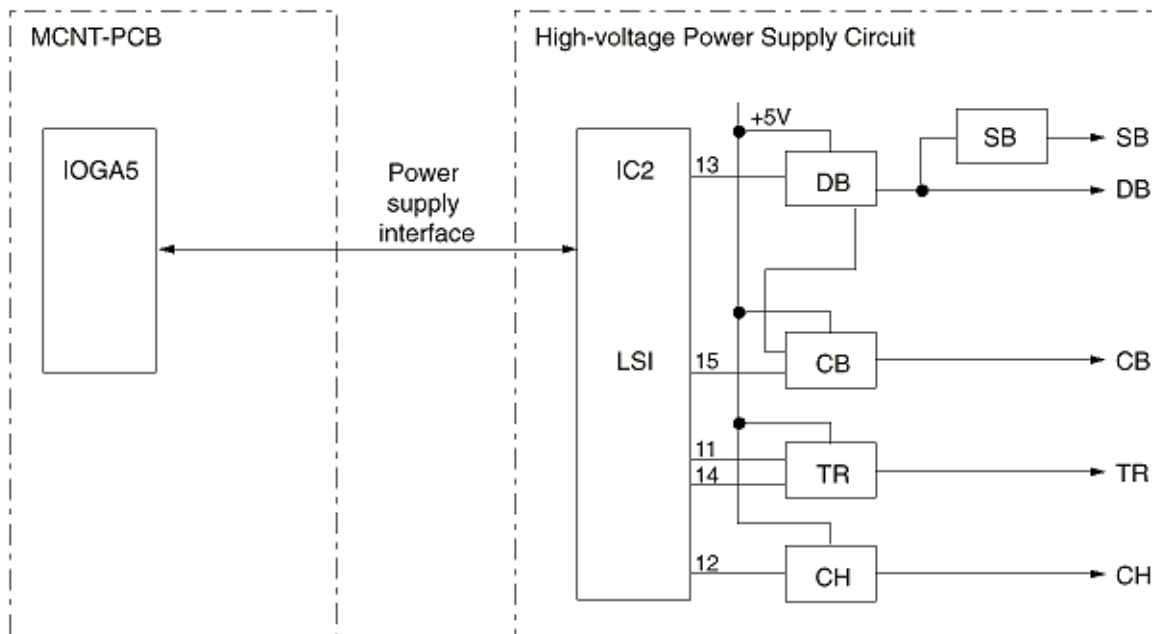 MCNT-PCB
High-voltage Power Supply Circuit
IOGA5
Power
supply
interface
IC2
LSI
13
15
11
14
12
+5V
DB
SB
SB
DB
CB
CB
TR
TR
CH
CH